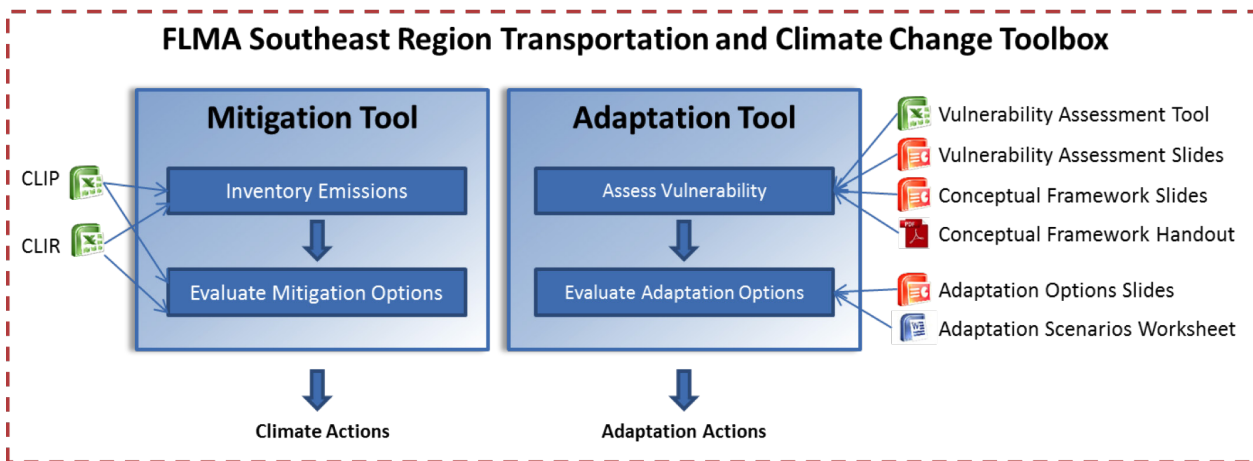 FLMA Southeast Region Transportation and Climate Change Toolbox
Mitigation Tool
CLIP
CLIR
Inventory Emissions
Evaluate Mitigation Options
Climate Actions
Adaptation Tool
Assess Vulnerability
Evaluate Adaptation Options
Adaptation Actions
Vulnerability Assessment Tool
Vulnerability Assessment Slides
Conceptual Framework Slides
PDF
Conceptual Framework Handout
Adaptation Options Slides
Adaptation Scenarios Worksheet